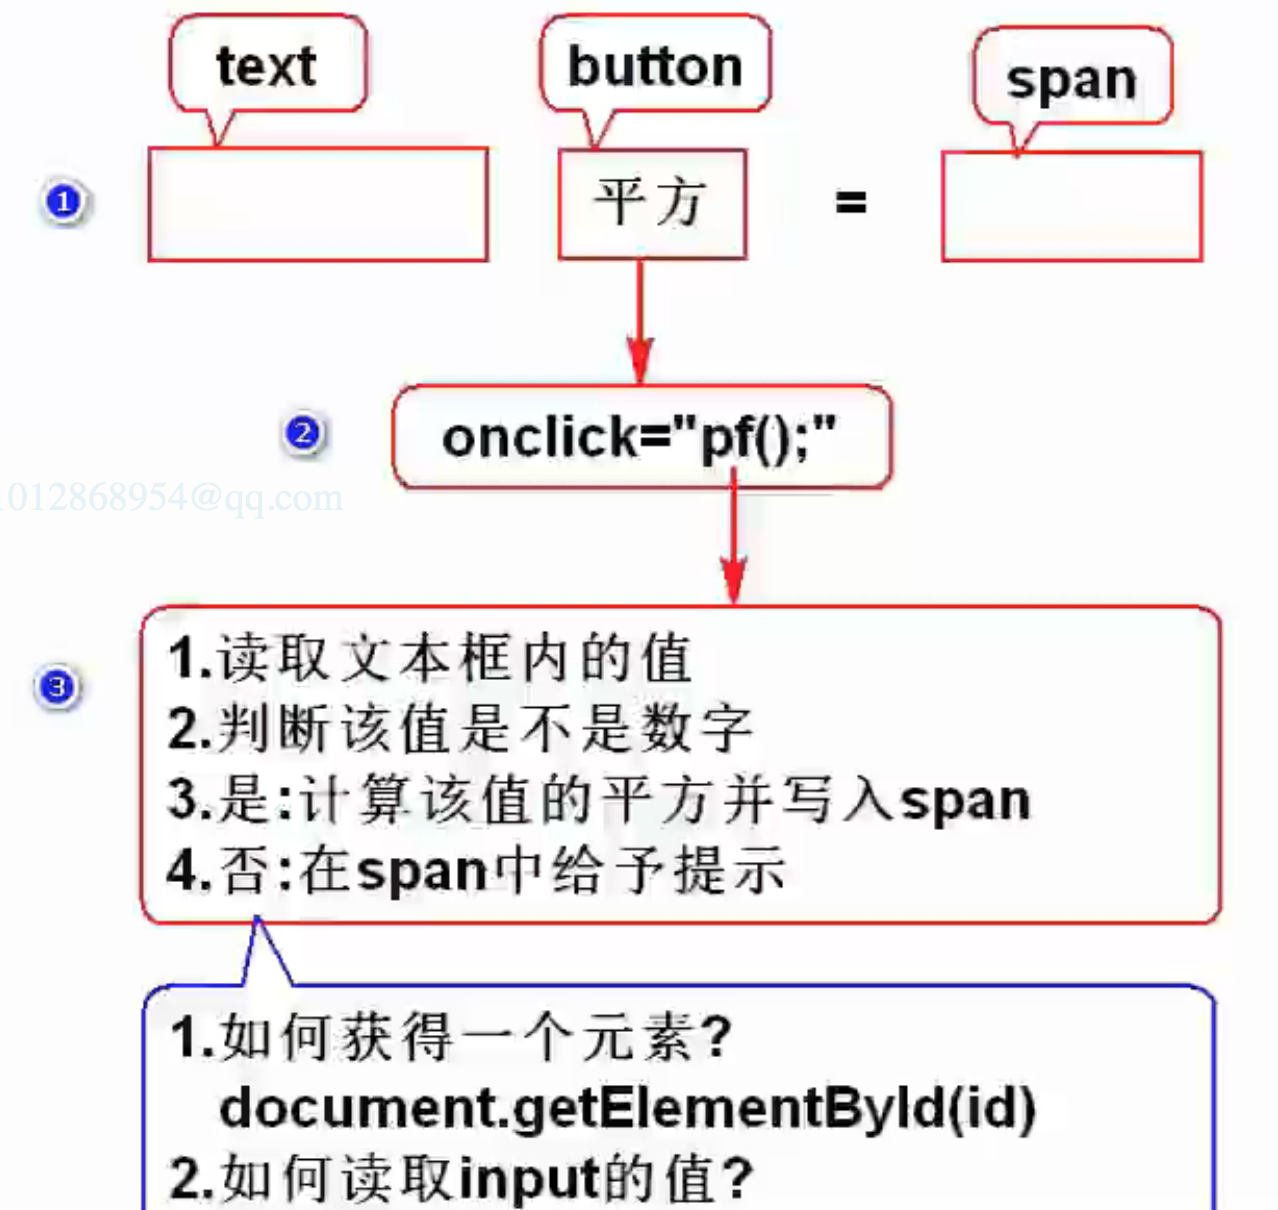 text
button
span
1
平方
=
2
onclick="pf();"
012868954@qq.com
3
1.读取文本框内的值
2.判断该值是不是数字
3.是:计算该值的平方并写入span
4.否:在span中给予提示
1.如何获得一个元素?
document.getElementById(id)
2.如何读取input的值?